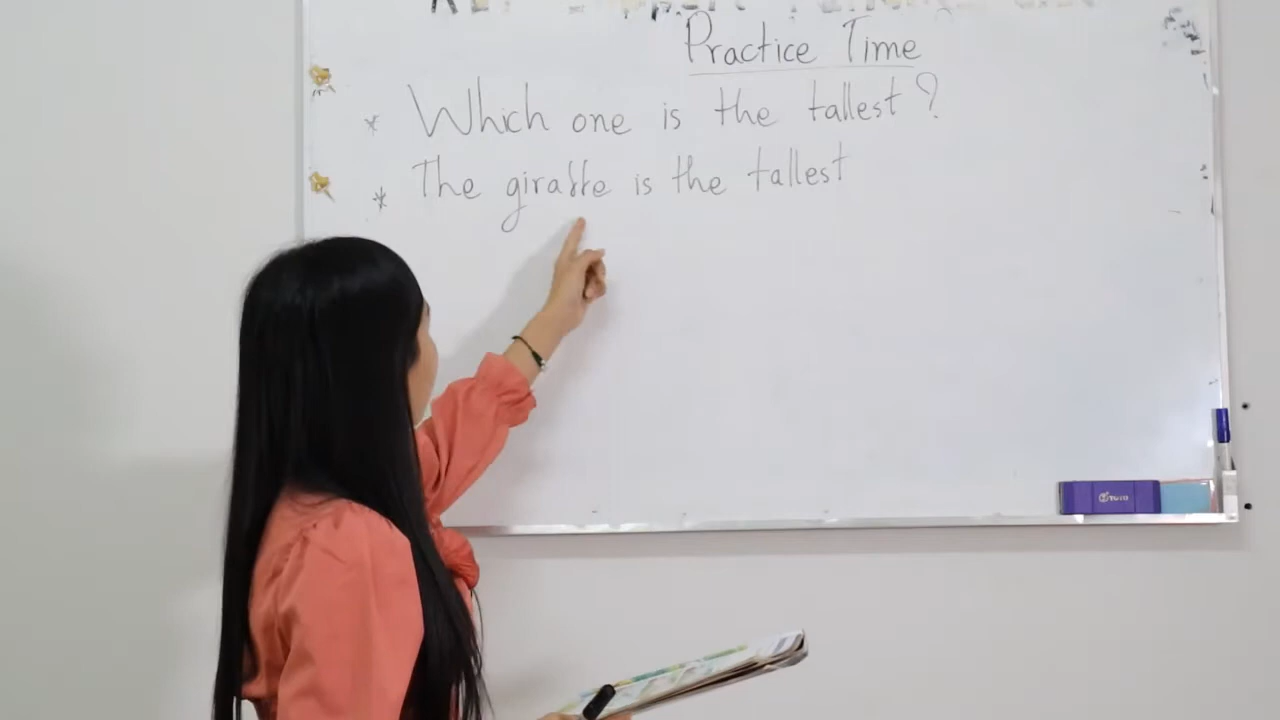 Practice Time
* Which one is the tallest?
* The giraffe is the tallest